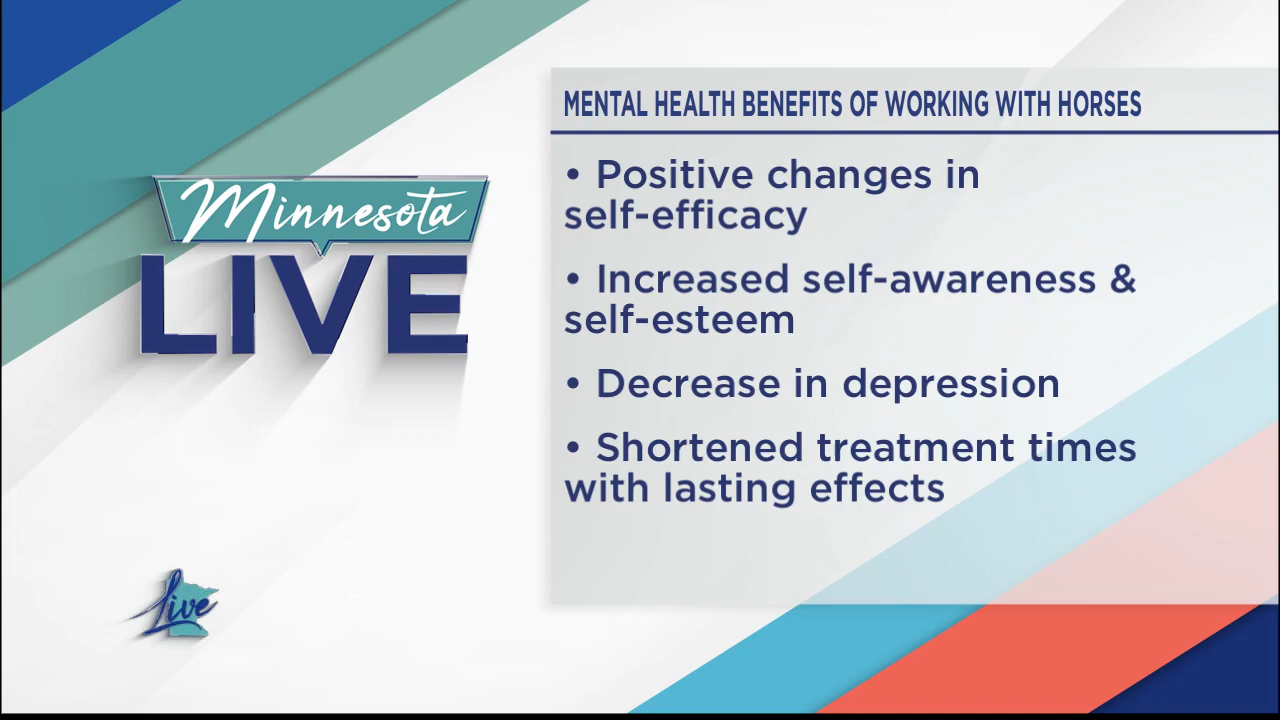 Minnesota
LIVE
MENTAL HEALTH BENEFITS OF WORKING WITH HORSES
• Positive changes in
self-efficacy
• Increased self-awareness &
self-esteem
• Decrease in depression
• Shortened treatment times
with lasting effects
Live